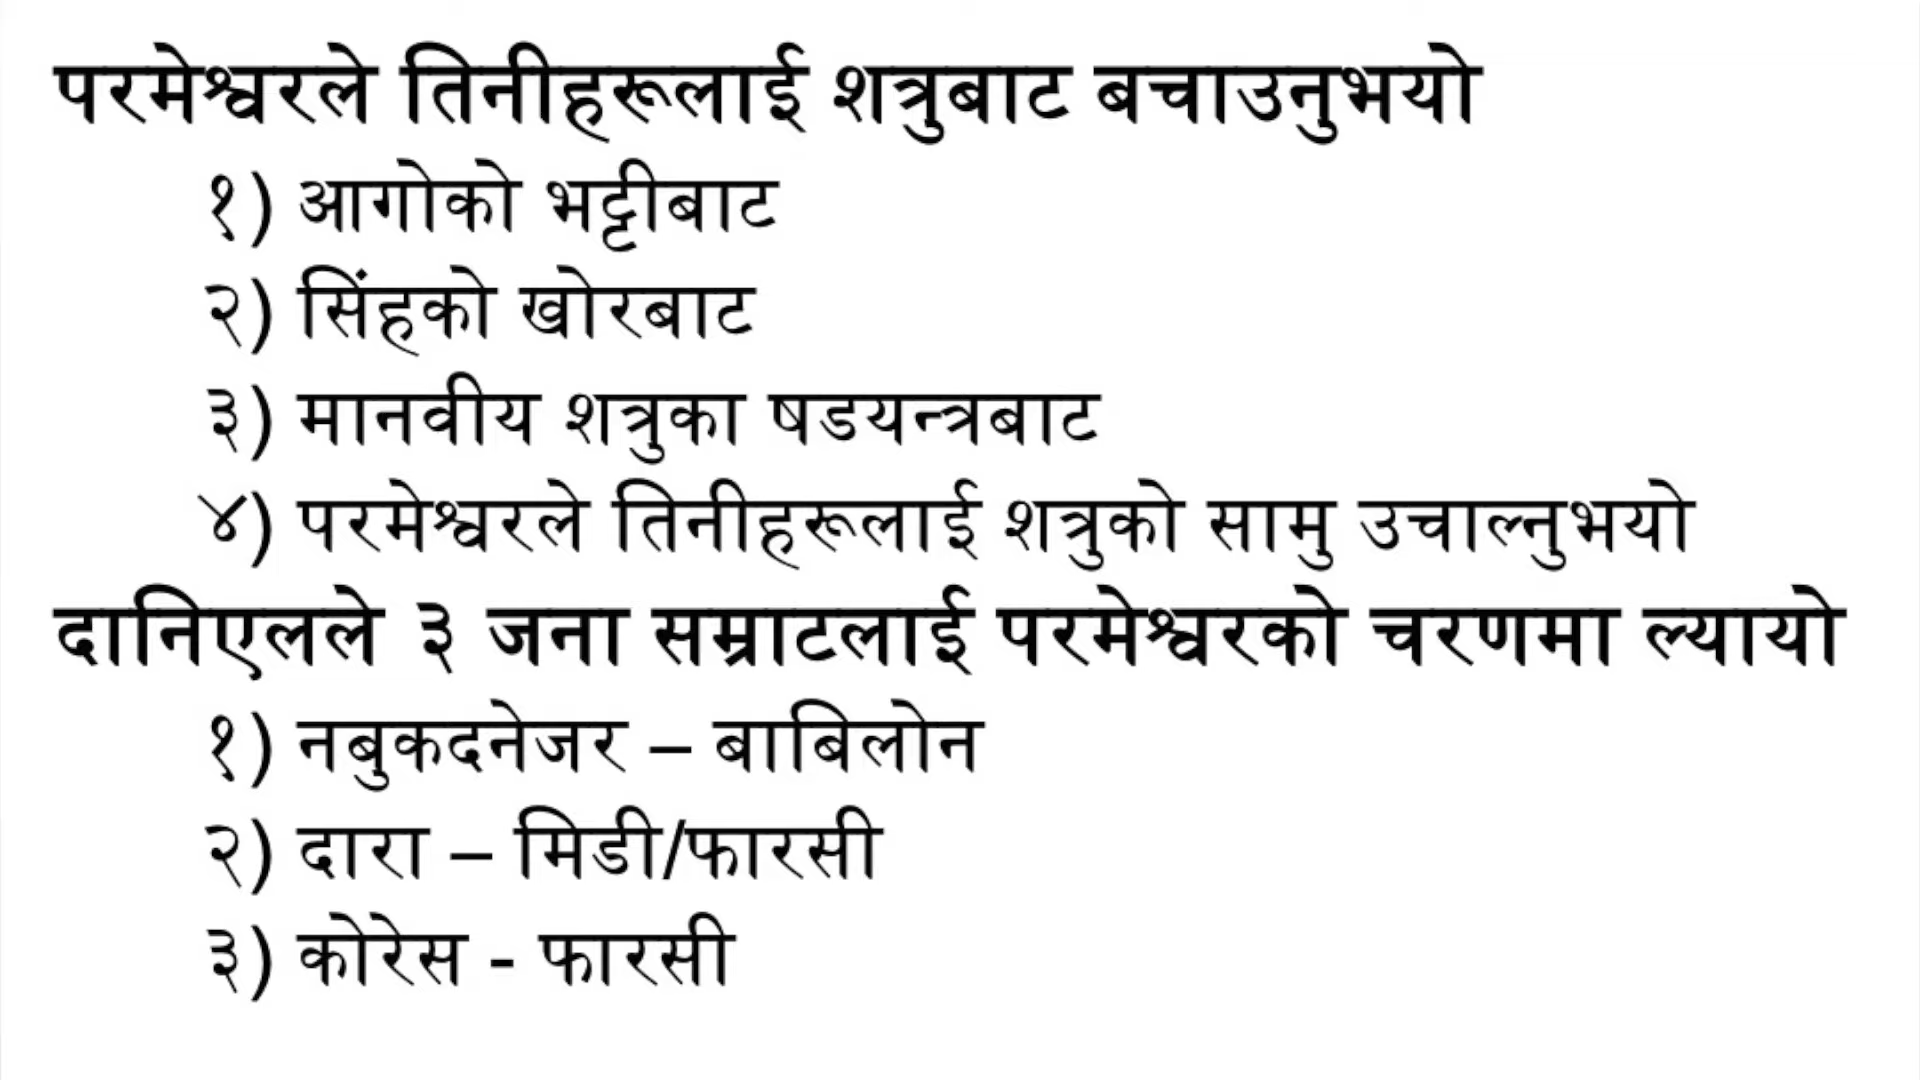 परमेश्वरले तिनीहरूलाई शत्रुबाट बचाउनुभयो
१) आगोको भट्टीबाट
२) सिंहको खोरबाट
३) मानवीय शत्रुका षडयन्त्रबाट
४) परमेश्वरले तिनीहरूलाई शत्रुको सामु उचाल्नुभयो
दानिएलले ३ जना सम्राटलाई परमेश्वरको चरणमा ल्यायो
१) नबुकदनेजर – बाबिलोन
२) दारा – मिडी/फारसी
३) कोरेस - फारसी